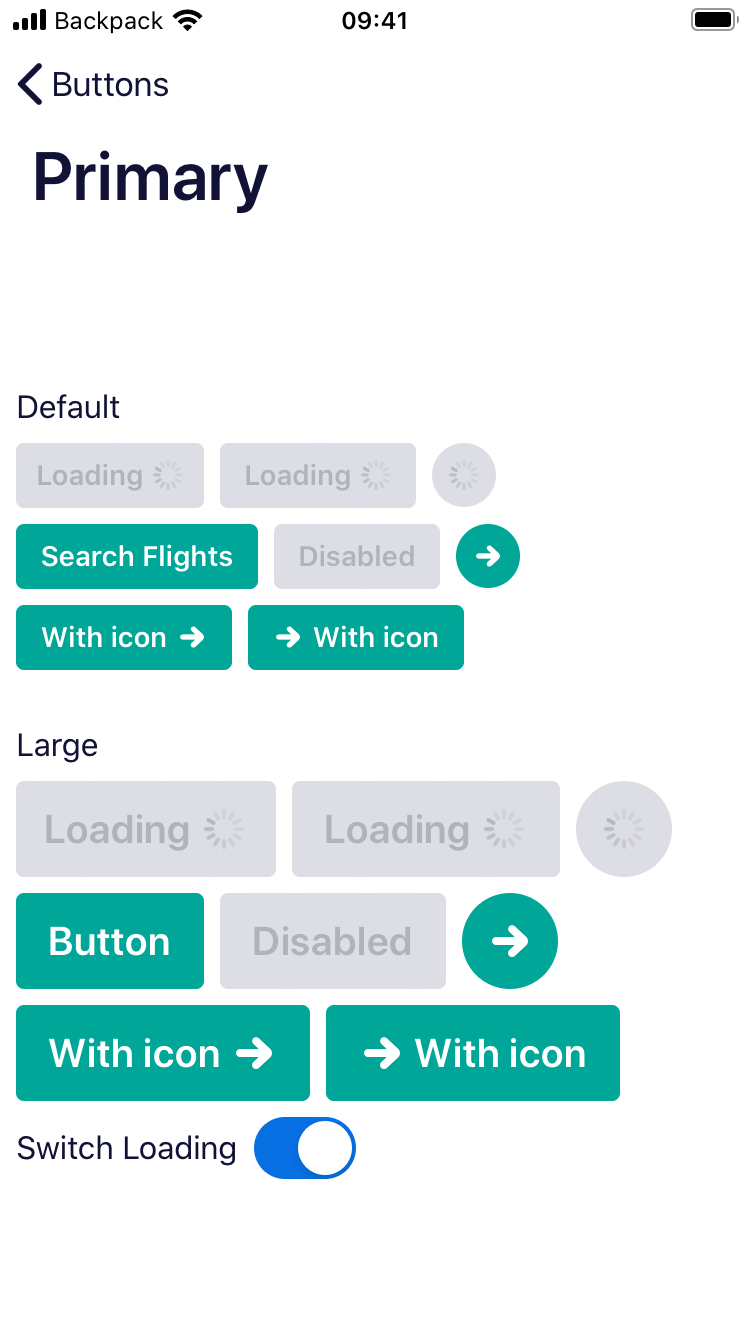 Backpack 09:41
Buttons
Primary
Default
Loading Loading
Search Flights Disabled
With icon With icon
Large
Loading Loading
Button Disabled
With icon With icon
Switch Loading